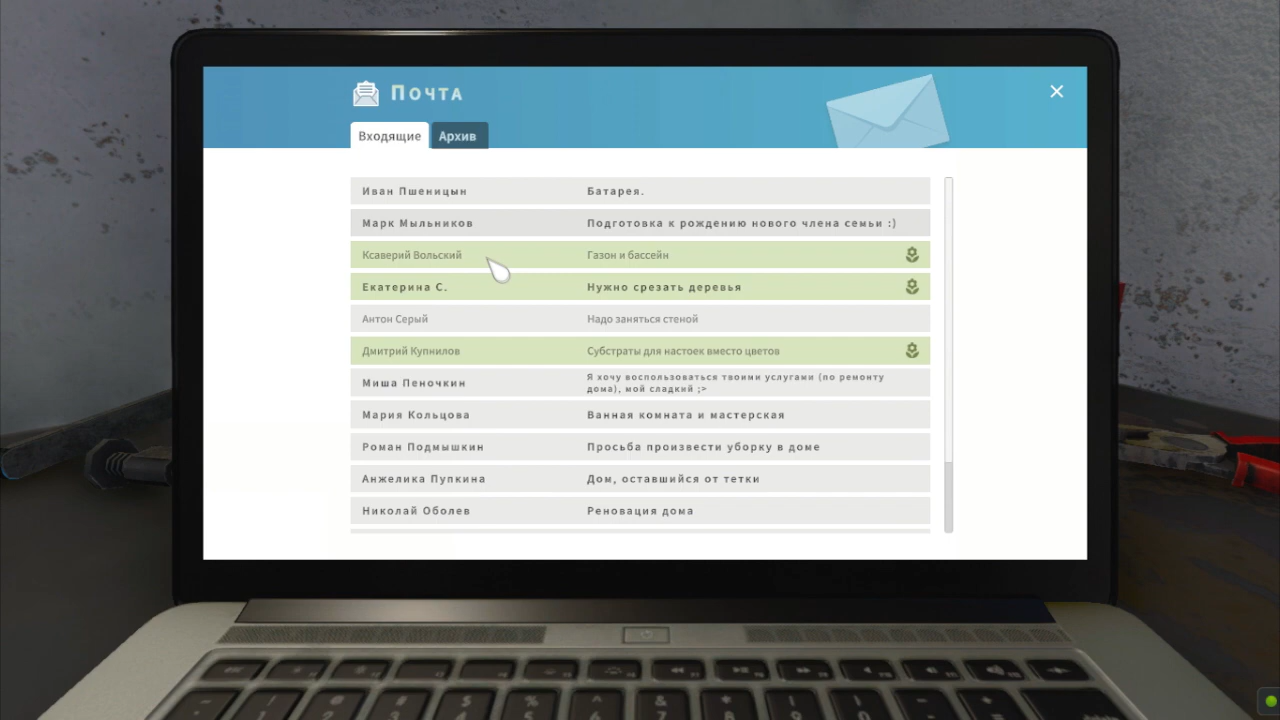 Почта
Входящие
Архив
Иван Пшеницын Батарея.
Марк Мыльников Подготовка к рождению нового члена семьи :)
Ксаверий Вольский Газон и бассейн
Екатерина С. Нужно срезать деревья
Антон Серый Надо заняться стеной
Дмитрий Купнилов Субстраты для настоек вместо цветов
Миша Пеночкин Я хочу воспользоваться твоими услугами (по ремонту
дома), мой сладкий ;>
Мария Кольцова Ванная комната и мастерская
Роман Подмышкин Просьба произвести уборку в доме
Анжелика Пупкина Дом, оставшийся от тетки
Николай Оболев Реновация дома